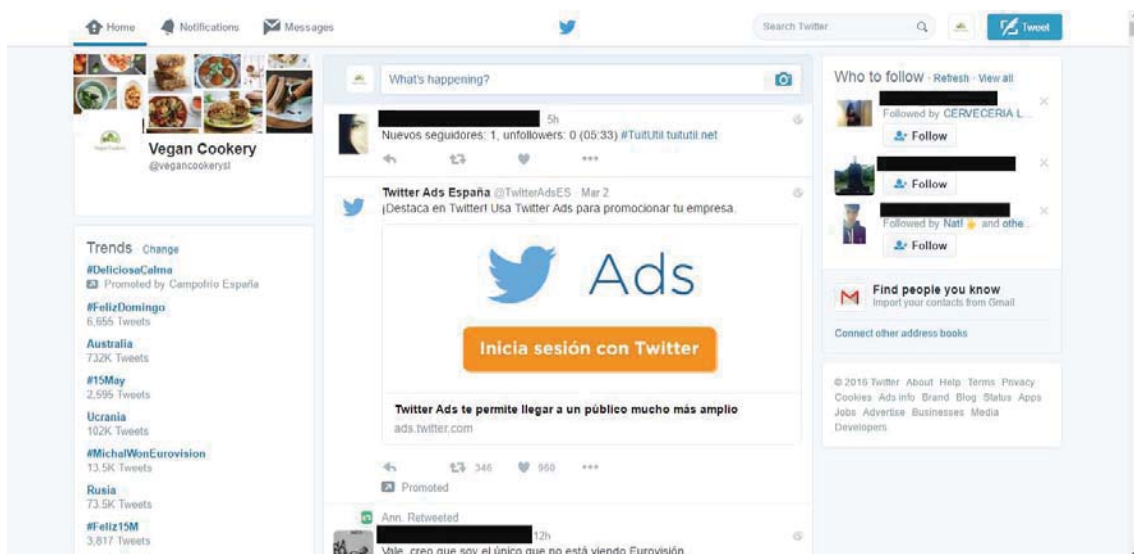 Home
Notifications
Messages
Search Twitter
Tweet
Vegan Cookery
@vegancookerysl
Trends · Change
#DeliciosaCalma
Promoted by Campofrío España
#FelizDomingo
6,655 Tweets
Australia
732K Tweets
#15May
2,595 Tweets
Ucrania
102K Tweets
#MichalWonEurovision
13.5K Tweets
Rusia
73.5K Tweets
#Feliz15M
3,817 Tweets
What's happening?
5h
Nuevos seguidores: 1, unfollowers: 0 (05:33) #TuitUtil tuitutil.net
Twitter Ads España @TwitterAdsES · Mar 2
¡Destaca en Twitter! Usa Twitter Ads para promocionar tu empresa.
Ads
Inicia sesión con Twitter
Twitter Ads te permite llegar a un público mucho más amplio
ads.twitter.com
346
960
Promoted
Ann. Retweeted
12h
Vale, creo que soy el único que no está viendo Eurovisión.
Who to follow · Refresh · View all
Followed by CERVECERIA L...
Follow
Follow
Followed by Nat! and othe...
Follow
Find people you know
Import your contacts from Gmail
Connect other address books
© 2016 Twitter About Help Terms Privacy
Cookies Ads info Brand Blog Status Apps
Jobs Advertise Businesses Media
Developers